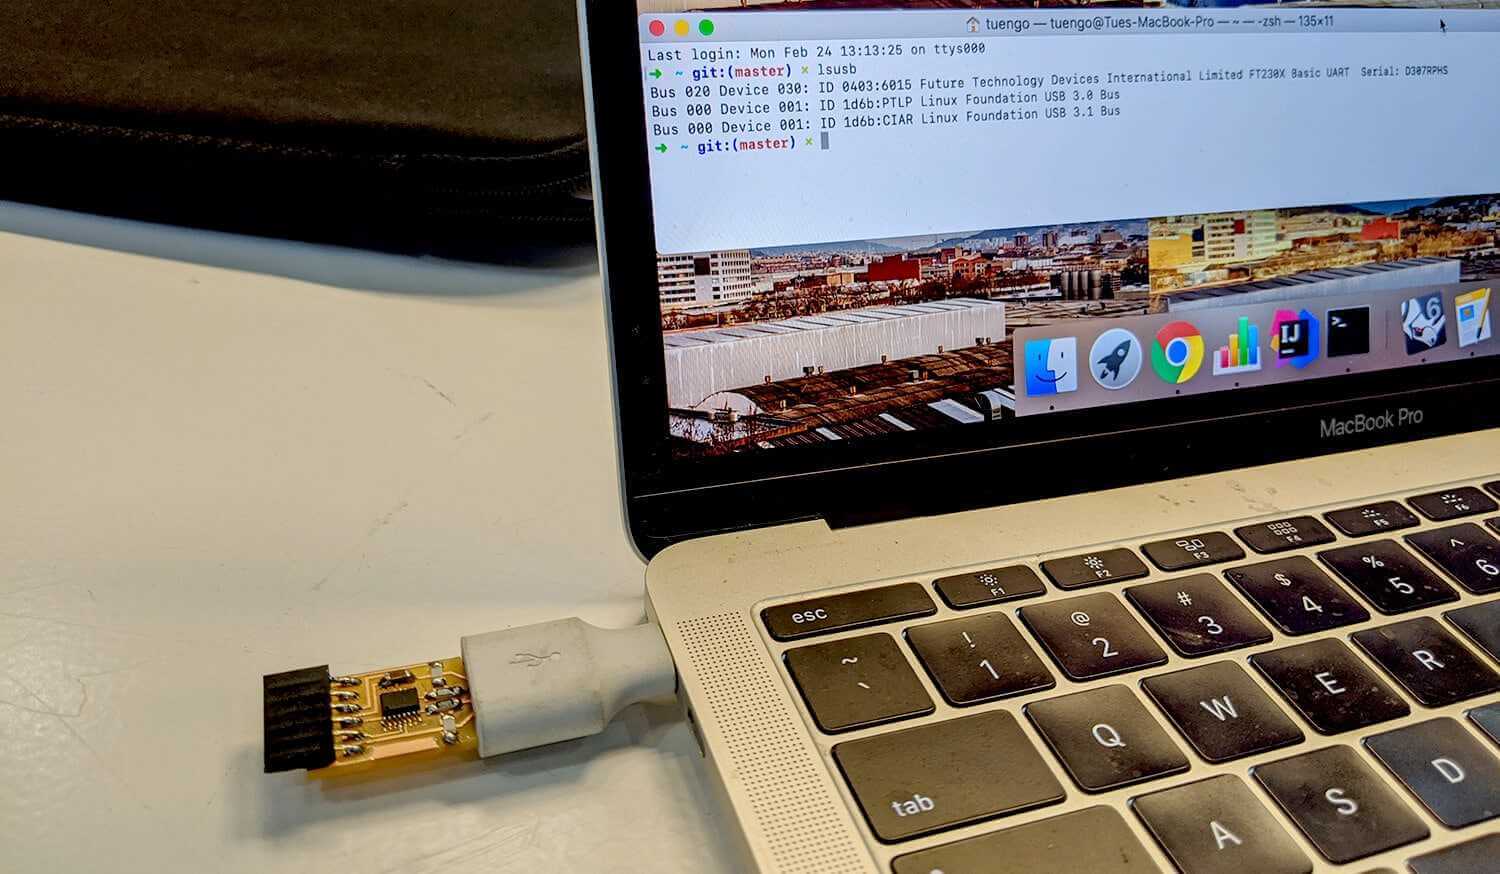 tuengo — tuengo@Tues-MacBook-Pro — ~ — -zsh — 135×11
Last login: Mon Feb 24 13:13:25 on ttys000
➜ ~ git:(master) × lsusb
Bus 020 Device 030: ID 0403:6015 Future Technology Devices International Limited FT230X Basic UART Serial: D307RPHS
Bus 000 Device 001: ID 1d6b:PTLP Linux Foundation USB 3.0 Bus
Bus 000 Device 001: ID 1d6b:CIAR Linux Foundation USB 3.1 Bus
➜ ~ git:(master) ×
IJ
>_
6
MacBook Pro
esc F1 F2 F3 F4 F5 F6
~ ` ! 1 @ 2 # 3 $ 4 % 5 ^ 6
tab Q W E R
A S D